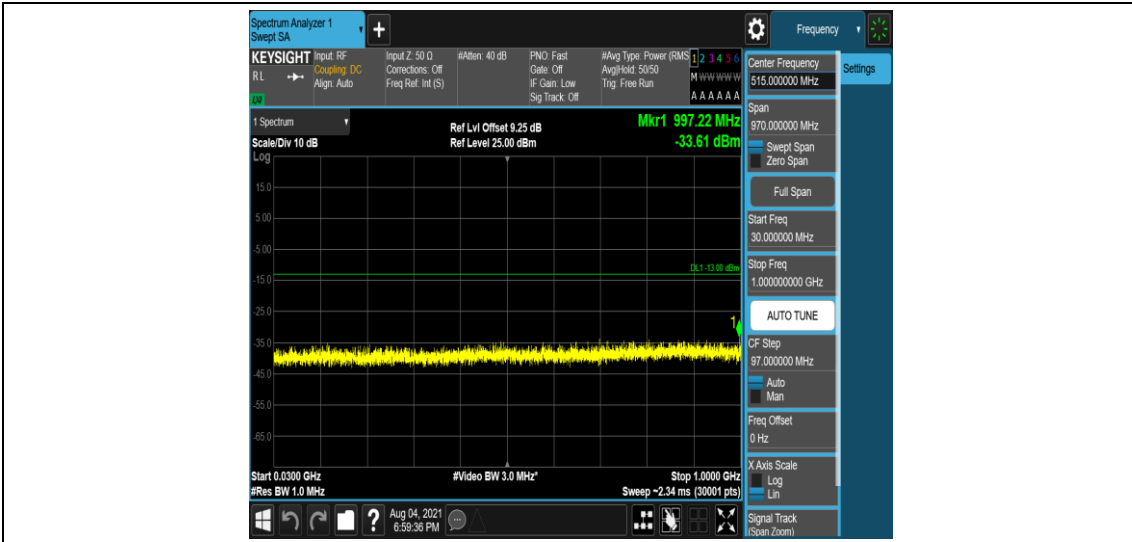 Spectrum Analyzer 1
Swept SA
Frequency
KEYSIGHT
RL
LXI
Input: RF
Coupling: DC
Align: Auto
Input Z: 50 Ω
Corrections: Off
Freq Ref: Int (S)
#Atten: 40 dB
PNO: Fast
Gate: Off
IF Gain: Low
Sig Track: Off
#Avg Type: Power (RMS
Avg|Hold: 50/50
Trig: Free Run
1 2 3 4 5 6
M W W W W W
A A A A A A
1 Spectrum
Scale/Div 10 dB
Log
Ref Lvl Offset 9.25 dB
Ref Level 25.00 dBm
Mkr1 997.22 MHz
-33.61 dBm
15.0
5.00
-5.00
DL1 -13.00 dBm
-15.0
-25.0
1
-35.0
-45.0
-55.0
-65.0
Start 0.0300 GHz
#Res BW 1.0 MHz
#Video BW 3.0 MHz*
Stop 1.0000 GHz
Sweep ~2.34 ms (30001 pts)
Center Frequency
515.000000 MHz
Settings
Span
970.000000 MHz
Swept Span
Zero Span
Full Span
Start Freq
30.000000 MHz
Stop Freq
1.000000000 GHz
AUTO TUNE
CF Step
97.000000 MHz
Auto
Man
Freq Offset
0 Hz
X Axis Scale
Log
Lin
Signal Track
(Span Zoom)
?
Aug 04, 2021
6:59:36 PM